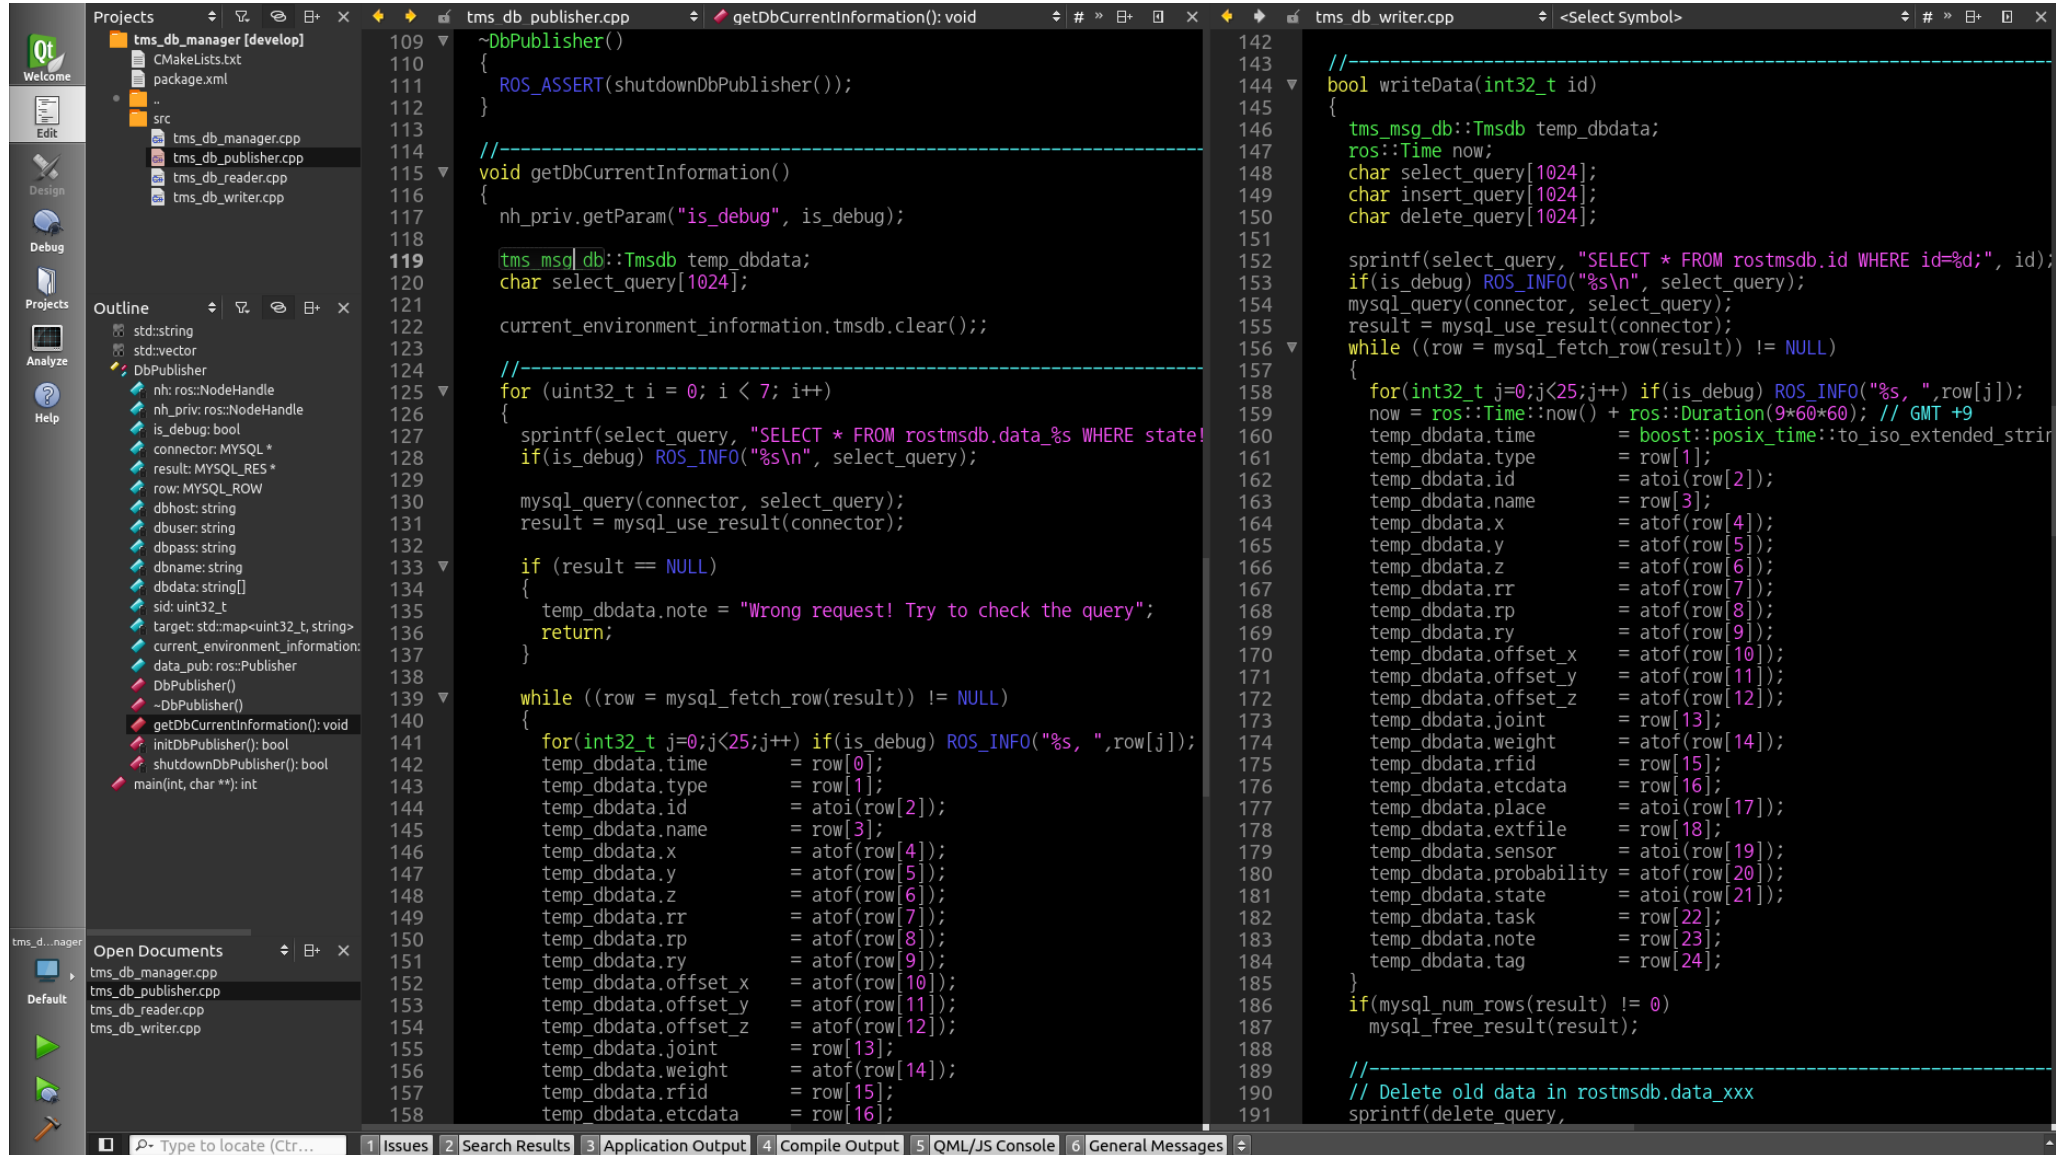 Welcome
Edit
Design
Debug
Projects
Analyze
Help
tms_d...nager
Default
Projects
tms_db_manager [develop]
CMakeLists.txt
package.xml
..
src
tms_db_manager.cpp
tms_db_publisher.cpp
tms_db_reader.cpp
tms_db_writer.cpp
Outline
std::string
std::vector
DbPublisher
nh: ros::NodeHandle
nh_priv: ros::NodeHandle
is_debug: bool
connector: MYSQL *
result: MYSQL_RES *
row: MYSQL_ROW
dbhost: string
dbuser: string
dbpass: string
dbname: string
dbdata: string[]
sid: uint32_t
target: std::map<uint32_t, string>
current_environment_information:
data_pub: ros::Publisher
DbPublisher()
~DbPublisher()
getDbCurrentInformation(): void
initDbPublisher(): bool
shutdownDbPublisher(): bool
main(int, char **): int
Open Documents
tms_db_manager.cpp
tms_db_publisher.cpp
tms_db_reader.cpp
tms_db_writer.cpp
tms_db_publisher.cpp getDbCurrentInformation(): void # »
109 ~DbPublisher()
110 {
111 ROS_ASSERT(shutdownDbPublisher());
112 }
113
114 //------------------------------------------------------------
115 void getDbCurrentInformation()
116 {
117 nh_priv.getParam("is_debug", is_debug);
118
119 tms_msg_db::Tmsdb temp_dbdata;
120 char select_query[1024];
121
122 current_environment_information.tmsdb.clear();;
123
124 //------------------------------------------------------------
125 for (uint32_t i = 0; i < 7; i++)
126 {
127 sprintf(select_query, "SELECT * FROM rostmsdb.data_%s WHERE state!
128 if(is_debug) ROS_INFO("%s\n", select_query);
129
130 mysql_query(connector, select_query);
131 result = mysql_use_result(connector);
132
133 if (result == NULL)
134 {
135 temp_dbdata.note = "Wrong request! Try to check the query";
136 return;
137 }
138
139 while ((row = mysql_fetch_row(result)) != NULL)
140 {
141 for(int32_t j=0;j<25;j++) if(is_debug) ROS_INFO("%s, ",row[j]);
142 temp_dbdata.time = row[0];
143 temp_dbdata.type = row[1];
144 temp_dbdata.id = atoi(row[2]);
145 temp_dbdata.name = row[3];
146 temp_dbdata.x = atof(row[4]);
147 temp_dbdata.y = atof(row[5]);
148 temp_dbdata.z = atof(row[6]);
149 temp_dbdata.rr = atof(row[7]);
150 temp_dbdata.rp = atof(row[8]);
151 temp_dbdata.ry = atof(row[9]);
152 temp_dbdata.offset_x = atof(row[10]);
153 temp_dbdata.offset_y = atof(row[11]);
154 temp_dbdata.offset_z = atof(row[12]);
155 temp_dbdata.joint = row[13];
156 temp_dbdata.weight = atof(row[14]);
157 temp_dbdata.rfid = row[15];
158 temp_dbdata.etcdata = row[16];
tms_db_writer.cpp <Select Symbol> # »
142
143 //------------------------------------------------------------
144 bool writeData(int32_t id)
145 {
146 tms_msg_db::Tmsdb temp_dbdata;
147 ros::Time now;
148 char select_query[1024];
149 char insert_query[1024];
150 char delete_query[1024];
151
152 sprintf(select_query, "SELECT * FROM rostmsdb.id WHERE id=%d;", id);
153 if(is_debug) ROS_INFO("%s\n", select_query);
154 mysql_query(connector, select_query);
155 result = mysql_use_result(connector);
156 while ((row = mysql_fetch_row(result)) != NULL)
157 {
158 for(int32_t j=0;j<25;j++) if(is_debug) ROS_INFO("%s, ",row[j]);
159 now = ros::Time::now() + ros::Duration(9*60*60); // GMT +9
160 temp_dbdata.time = boost::posix_time::to_iso_extended_strin
161 temp_dbdata.type = row[1];
162 temp_dbdata.id = atoi(row[2]);
163 temp_dbdata.name = row[3];
164 temp_dbdata.x = atof(row[4]);
165 temp_dbdata.y = atof(row[5]);
166 temp_dbdata.z = atof(row[6]);
167 temp_dbdata.rr = atof(row[7]);
168 temp_dbdata.rp = atof(row[8]);
169 temp_dbdata.ry = atof(row[9]);
170 temp_dbdata.offset_x = atof(row[10]);
171 temp_dbdata.offset_y = atof(row[11]);
172 temp_dbdata.offset_z = atof(row[12]);
173 temp_dbdata.joint = row[13];
174 temp_dbdata.weight = atof(row[14]);
175 temp_dbdata.rfid = row[15];
176 temp_dbdata.etcdata = row[16];
177 temp_dbdata.place = atoi(row[17]);
178 temp_dbdata.extfile = row[18];
179 temp_dbdata.sensor = atoi(row[19]);
180 temp_dbdata.probability = atof(row[20]);
181 temp_dbdata.state = atoi(row[21]);
182 temp_dbdata.task = row[22];
183 temp_dbdata.note = row[23];
184 temp_dbdata.tag = row[24];
185 }
186 if(mysql_num_rows(result) != 0)
187 mysql_free_result(result);
188
189 //------------------------------------------------------------
190 // Delete old data in rostmsdb.data_xxx
191 sprintf(delete_query,
Type to locate (Ctr... 1 Issues 2 Search Results 3 Application Output 4 Compile Output 5 QML/JS Console 6 General Messages